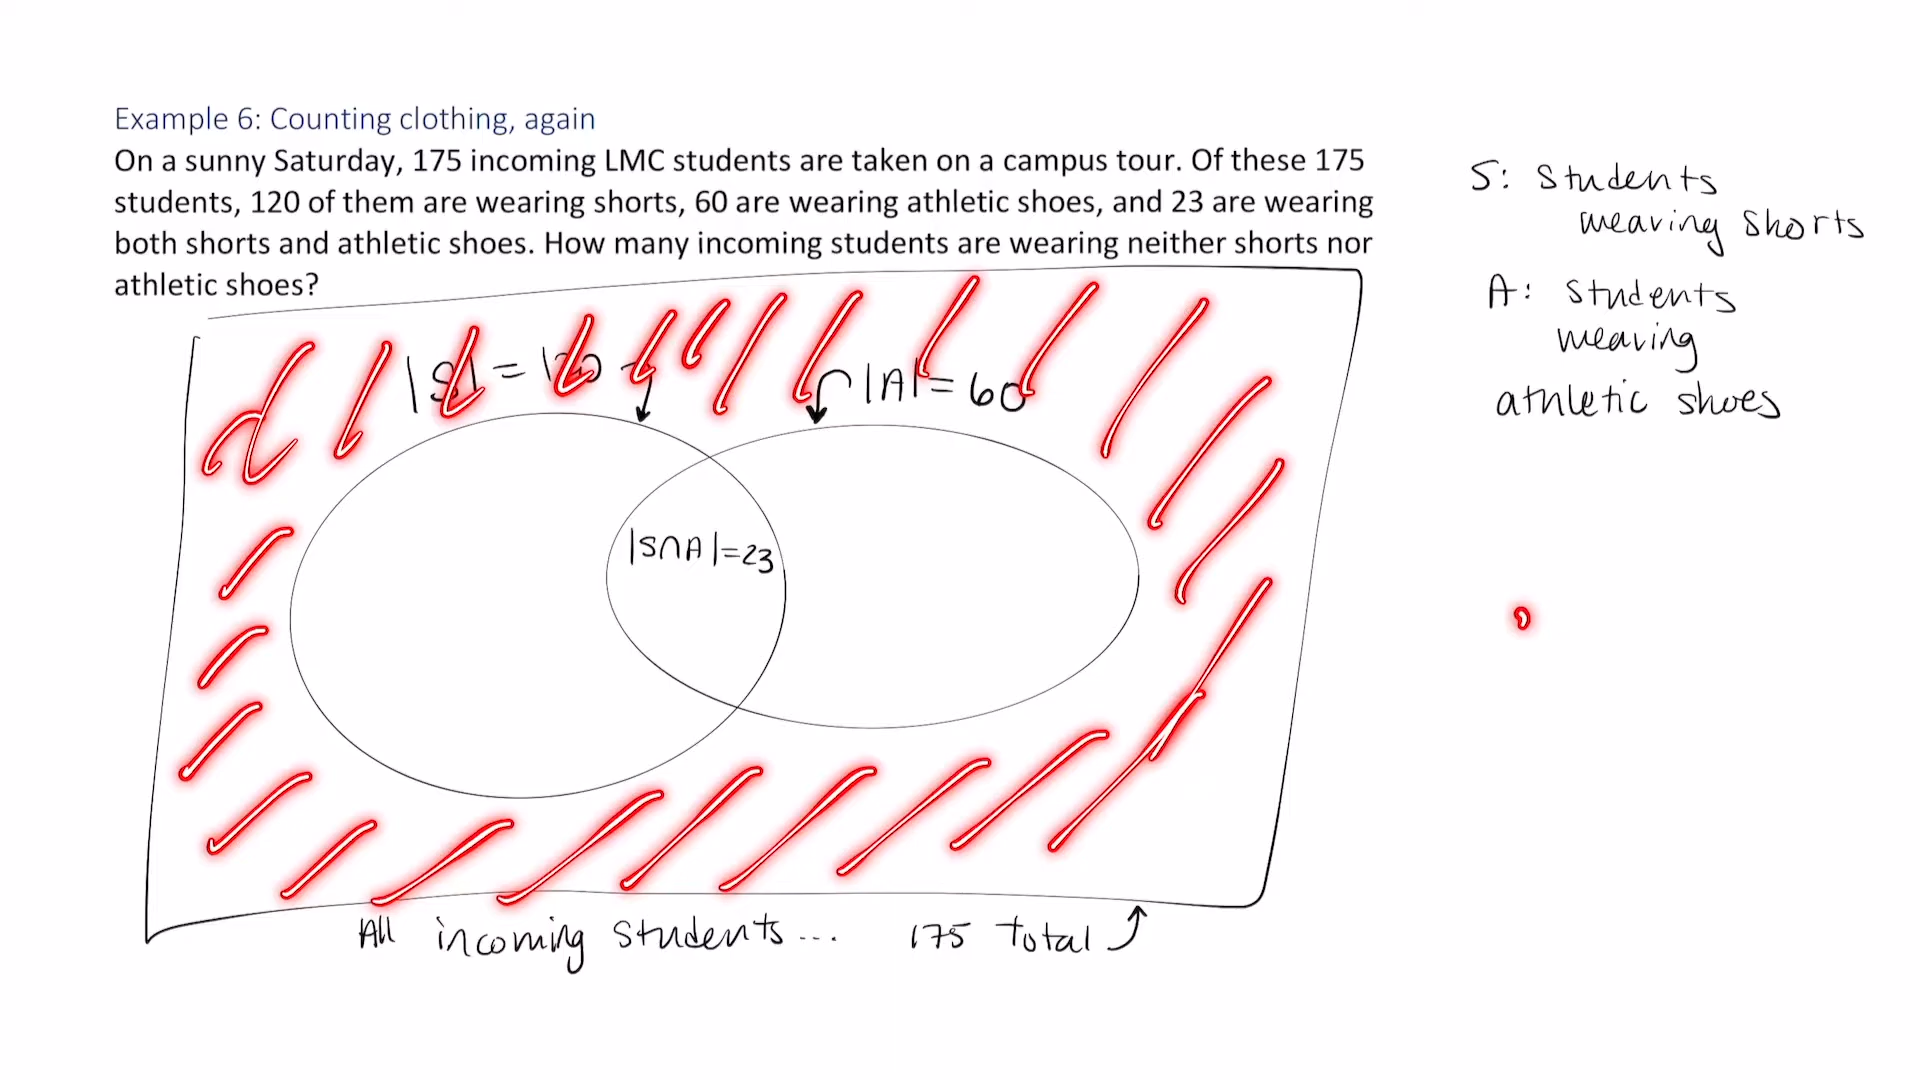 Example 6: Counting clothing, again
On a sunny Saturday, 175 incoming LMC students are taken on a campus tour. Of these 175
students, 120 of them are wearing shorts, 60 are wearing athletic shoes, and 23 are wearing
both shorts and athletic shoes. How many incoming students are wearing neither shorts nor
athletic shoes?
S: Students
wearing shorts
A: Students
wearing
athletic shoes
|S| = 120
|A| = 60
|S∩A|=23
All incoming students... 175 total